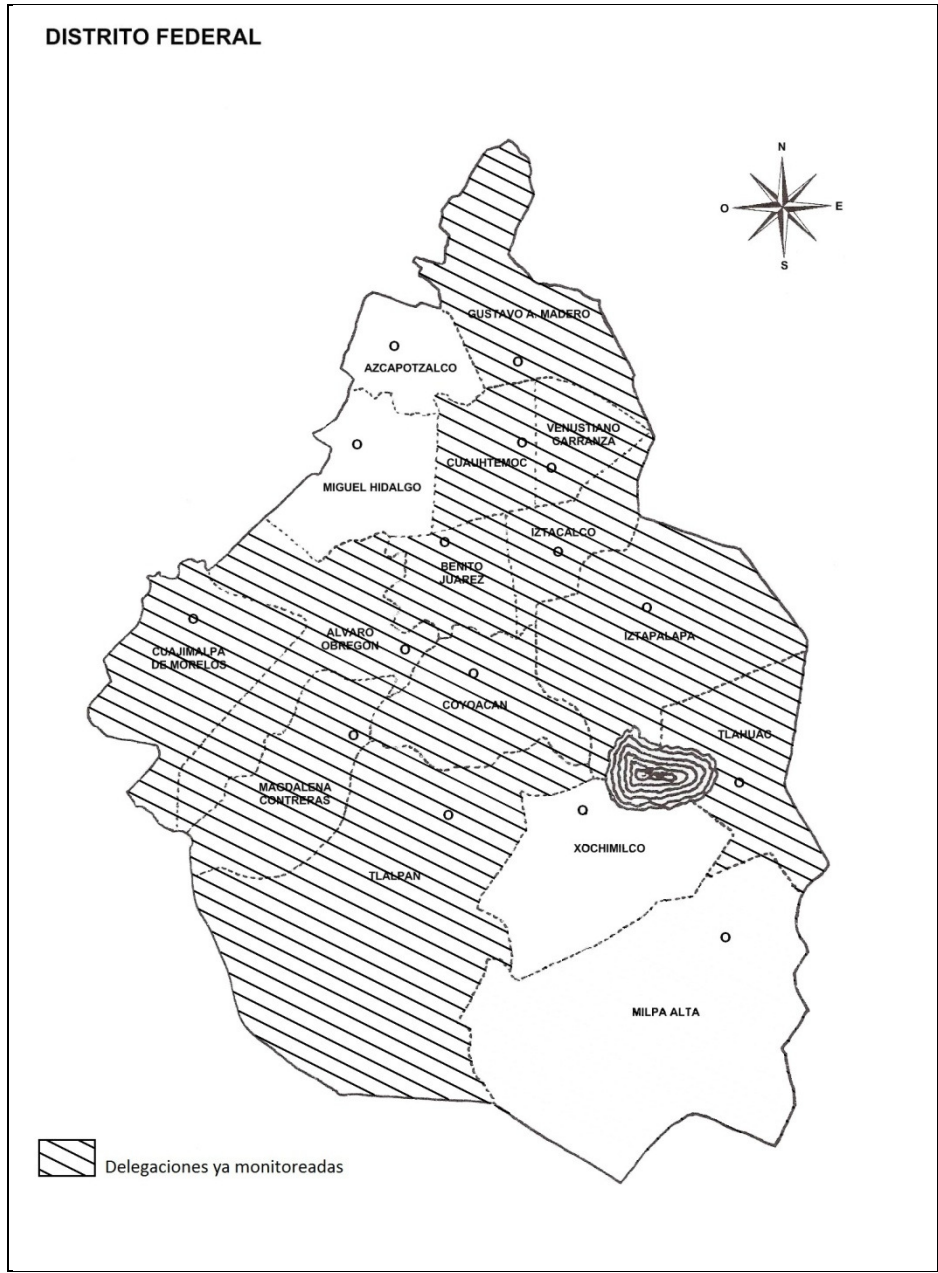 DISTRITO FEDERAL
N
O
E
S
GUSTAVO A. MADERO
AZCAPOTZALCO
VENUSTIANO
CARRANZA
CUAUHTEMOC
MIGUEL HIDALGO
IZTACALCO
BENITO
JUAREZ
IZTAPALAPA
ALVARO
OBREGON
CUAJIMALPA
DE MORELOS
COYOACAN
TLAHUAC
MAGDALENA
CONTRERAS
XOCHIMILCO
TLALPAN
MILPA ALTA
Delegaciones ya monitoreadas